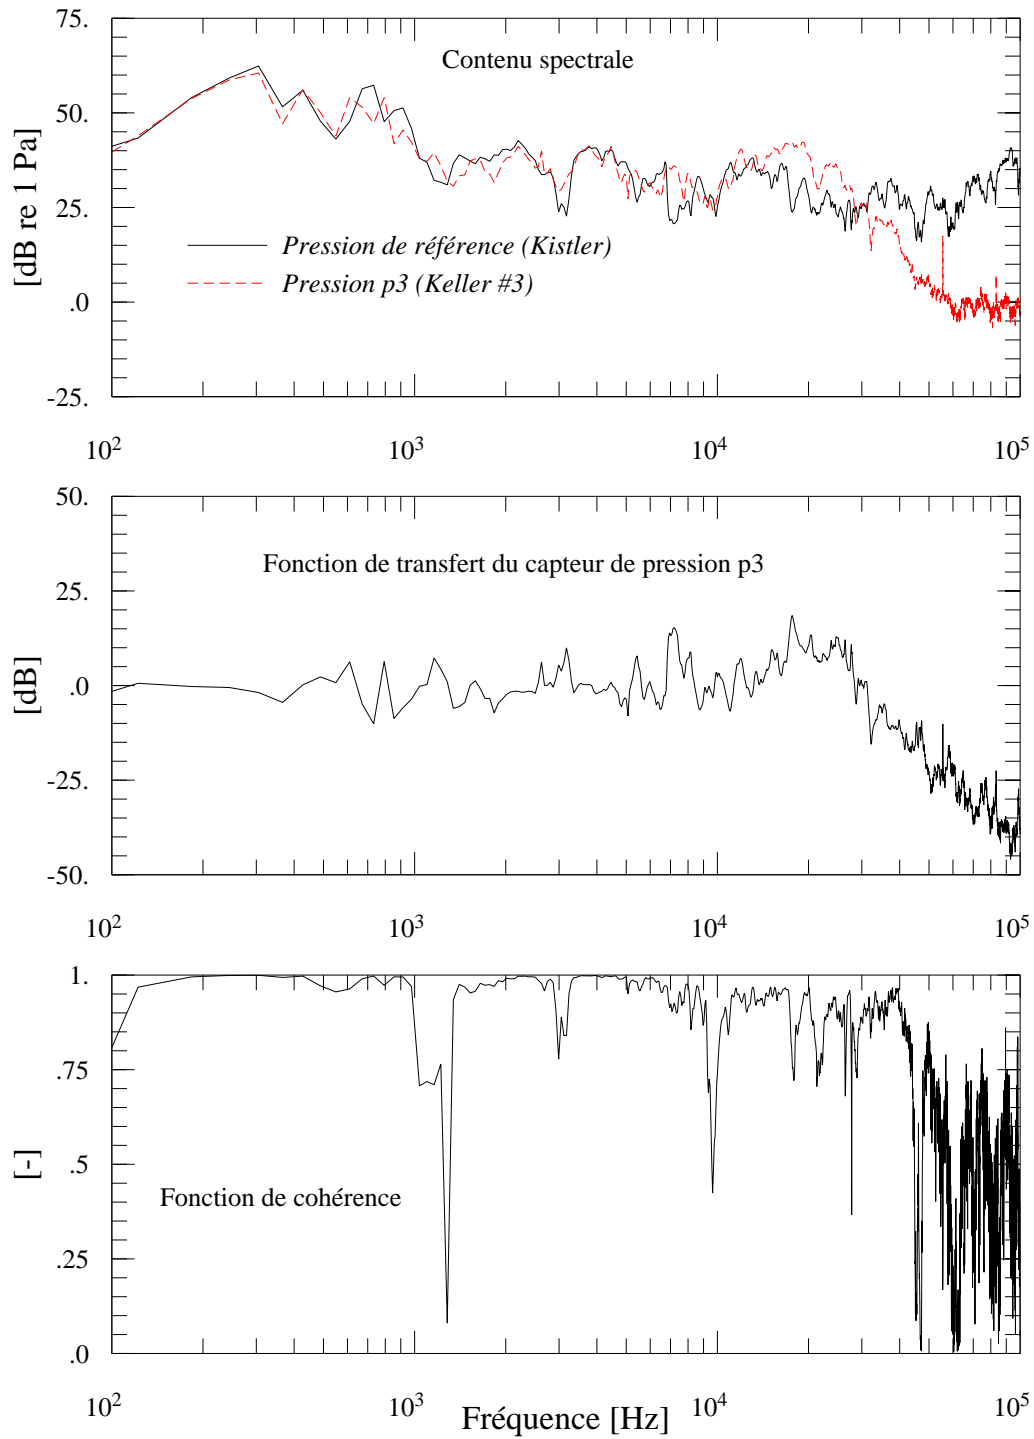 75.
Contenu spectrale
50.
[dB re 1 Pa]
25.
Pression de référence (Kistler)
Pression p3 (Keller #3)
.0
-25.
10² 10³ 10⁴ 10⁵
50.
Fonction de transfert du capteur de pression p3
25.
[dB]
.0
-25.
-50.
10² 10³ 10⁴ 10⁵
1.
.75
[-]
.5
Fonction de cohérence
.25
.0
10² 10³ 10⁴ 10⁵
Fréquence [Hz]